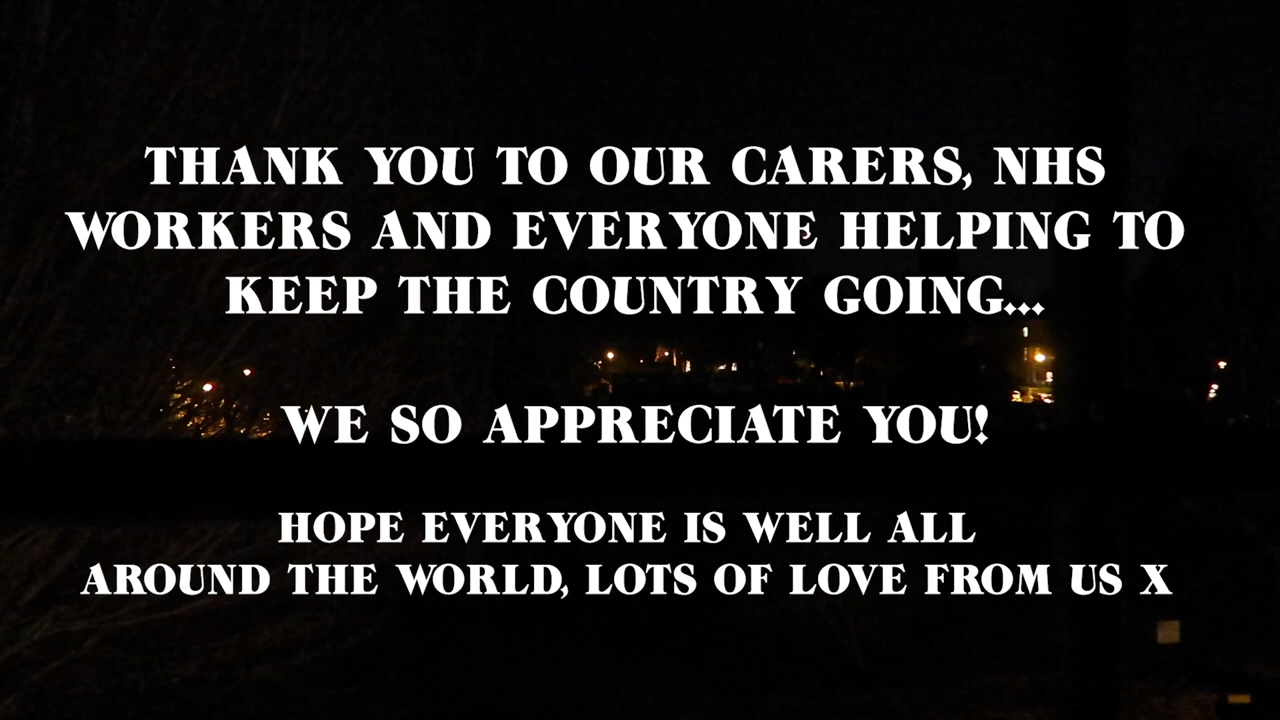 THANK YOU TO OUR CARERS, NHS
WORKERS AND EVERYONE HELPING TO
KEEP THE COUNTRY GOING...
WE SO APPRECIATE YOU!
HOPE EVERYONE IS WELL ALL
AROUND THE WORLD, LOTS OF LOVE FROM US X